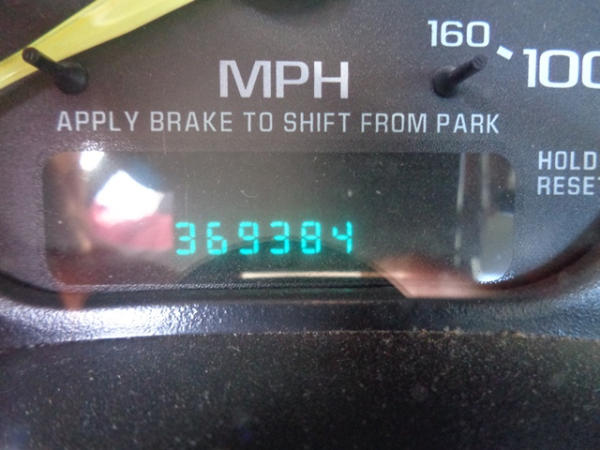 160
MPH
100
APPLY BRAKE TO SHIFT FROM PARK
HOLD
RESET
369384